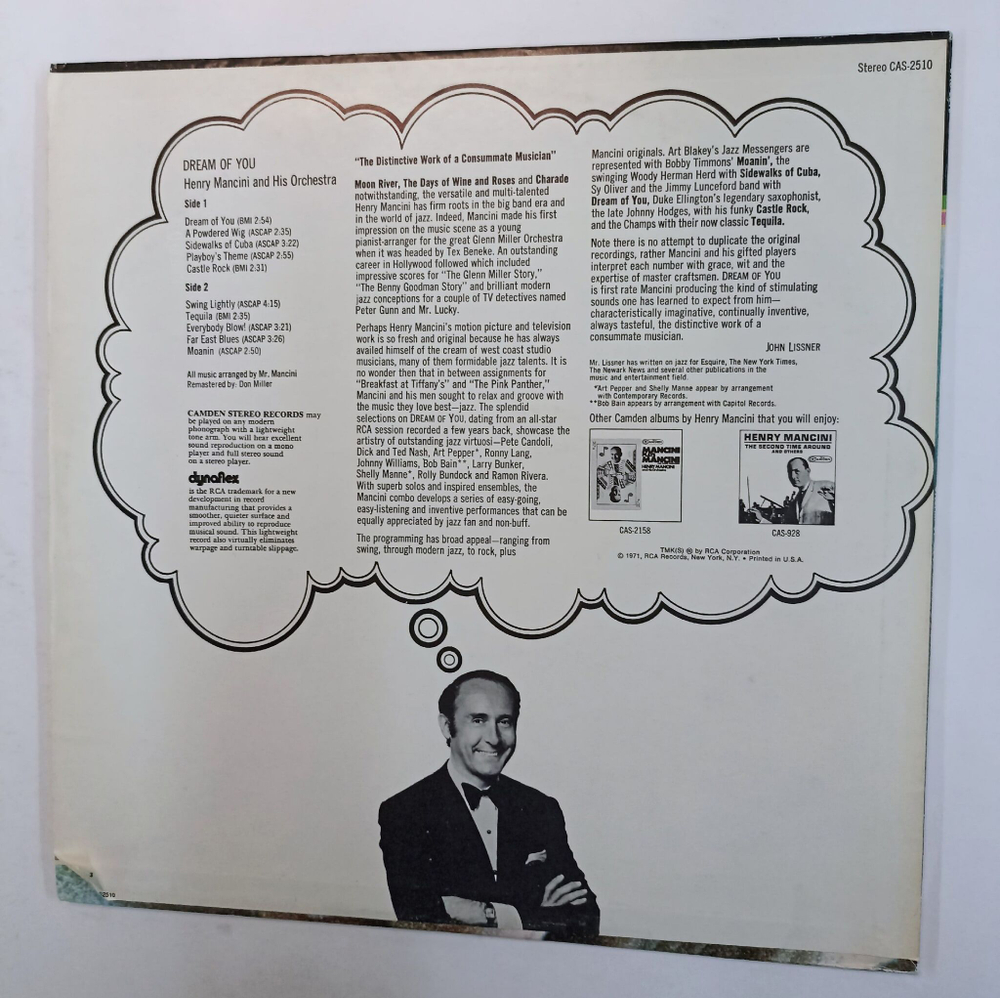 Stereo CAS-2510
DREAM OF YOU
Henry Mancini and His Orchestra
Side 1
Dream of You (BMI 2:54)
A Powdered Wig (ASCAP 2:35)
Sidewalks of Cuba (ASCAP 3:22)
Playboy's Theme (ASCAP 2:55)
Castle Rock (BMI 2:31)
Side 2
Swing Lightly (ASCAP 4:15)
Tequila (BMI 2:35)
Everybody Blow! (ASCAP 3:21)
Far East Blues (ASCAP 3:26)
Moanin (ASCAP 2:50)
All music arranged by Mr. Mancini
Remastered by: Don Miller
CAMDEN STEREO RECORDS may
be played on any modern
phonograph with a lightweight
tone arm. You will hear excellent
sound reproduction on a mono
player and full stereo sound
on a stereo player.
dynaflex
is the RCA trademark for a new
development in record
manufacturing that provides a
smoother, quieter surface and
improved ability to reproduce
musical sound. This lightweight
record also virtually eliminates
warpage and turntable slippage.
"The Distinctive Work of a Consummate Musician"
Moon River, The Days of Wine and Roses and Charade
notwithstanding, the versatile and multi-talented
Henry Mancini has firm roots in the big band era and
in the world of jazz. Indeed, Mancini made his first
impression on the music scene as a young
pianist-arranger for the great Glenn Miller Orchestra
when it was headed by Tex Beneke. An outstanding
career in Hollywood followed which included
impressive scores for "The Glenn Miller Story,"
"The Benny Goodman Story" and brilliant modern
jazz conceptions for a couple of TV detectives named
Peter Gunn and Mr. Lucky.
Perhaps Henry Mancini's motion picture and television
work is so fresh and original because he has always
availed himself of the cream of west coast studio
musicians, many of them formidable jazz talents. It is
no wonder then that in between assignments for
"Breakfast at Tiffany's" and "The Pink Panther,"
Mancini and his men sought to relax and groove with
the music they love best—jazz. The splendid
selections on DREAM OF YOU, dating from an all-star
RCA session recorded a few years back, showcase the
artistry of outstanding jazz virtuosi—Pete Candoli,
Dick and Ted Nash, Art Pepper*, Ronny Lang,
Johnny Williams, Bob Bain**, Larry Bunker,
Shelly Manne*, Rolly Bundock and Ramon Rivera.
With superb solos and inspired ensembles, the
Mancini combo develops a series of easy-going,
easy-listening and inventive performances that can be
equally appreciated by jazz fan and non-buff.
The programming has broad appeal—ranging from
swing, through modern jazz, to rock, plus
Mancini originals. Art Blakey's Jazz Messengers are
represented with Bobby Timmons' Moanin', the
swinging Woody Herman Herd with Sidewalks of Cuba,
Sy Oliver and the Jimmy Lunceford band with
Dream of You, Duke Ellington's legendary saxophonist,
the late Johnny Hodges, with his funky Castle Rock,
and the Champs with their now classic Tequila.
Note there is no attempt to duplicate the original
recordings, rather Mancini and his gifted players
interpret each number with grace, wit and the
expertise of master craftsmen. DREAM OF YOU
is first rate Mancini producing the kind of stimulating
sounds one has learned to expect from him—
characteristically imaginative, continually inventive,
always tasteful, the distinctive work of a
consummate musician.
JOHN LISSNER
Mr. Lissner has written on jazz for Esquire, The New York Times,
The Newark News and several other publications in the
music and entertainment field.
*Art Pepper and Shelly Manne appear by arrangement
with Contemporary Records.
**Bob Bain appears by arrangement with Capitol Records.
Other Camden albums by Henry Mancini that you will enjoy:
MANCINI
MANCINI
HENRY MANCINI
CAS-2158
HENRY MANCINI
THE SECOND TIME AROUND
AND OTHERS
CAS-928
TMK(S) ® by RCA Corporation
© 1971, RCA Records, New York, N.Y. • Printed in U.S.A.
3
2510